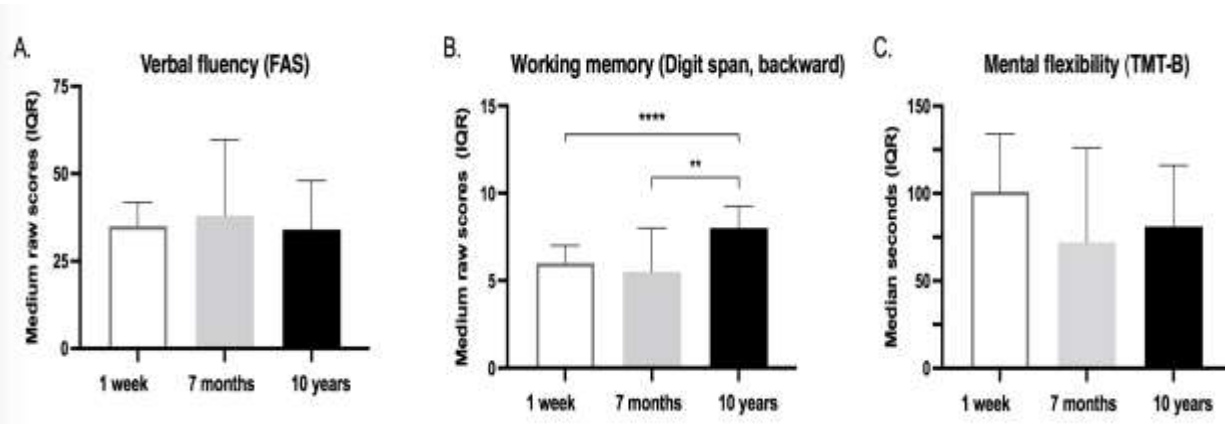 A.
Verbal fluency (FAS)
Medium raw scores (IQR)
75
50
25
0
1 week 7 months 10 years
B.
Working memory (Digit span, backward)
Medium raw scores (IQR)
15
10
5
0
****
**
1 week 7 months 10 years
C.
Mental flexibility (TMT-B)
Median seconds (IQR)
150
100
50
0
1 week 7 months 10 years